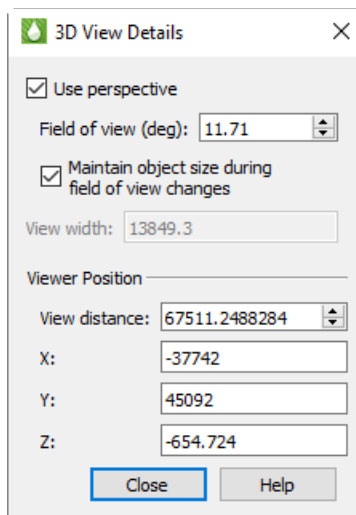 3D View Details
Use perspective
Field of view (deg): 11.71
Maintain object size during
field of view changes
View width: 13849.3
Viewer Position
View distance: 67511.2488284
X: -37742
Y: 45092
Z: -654.724
Close Help